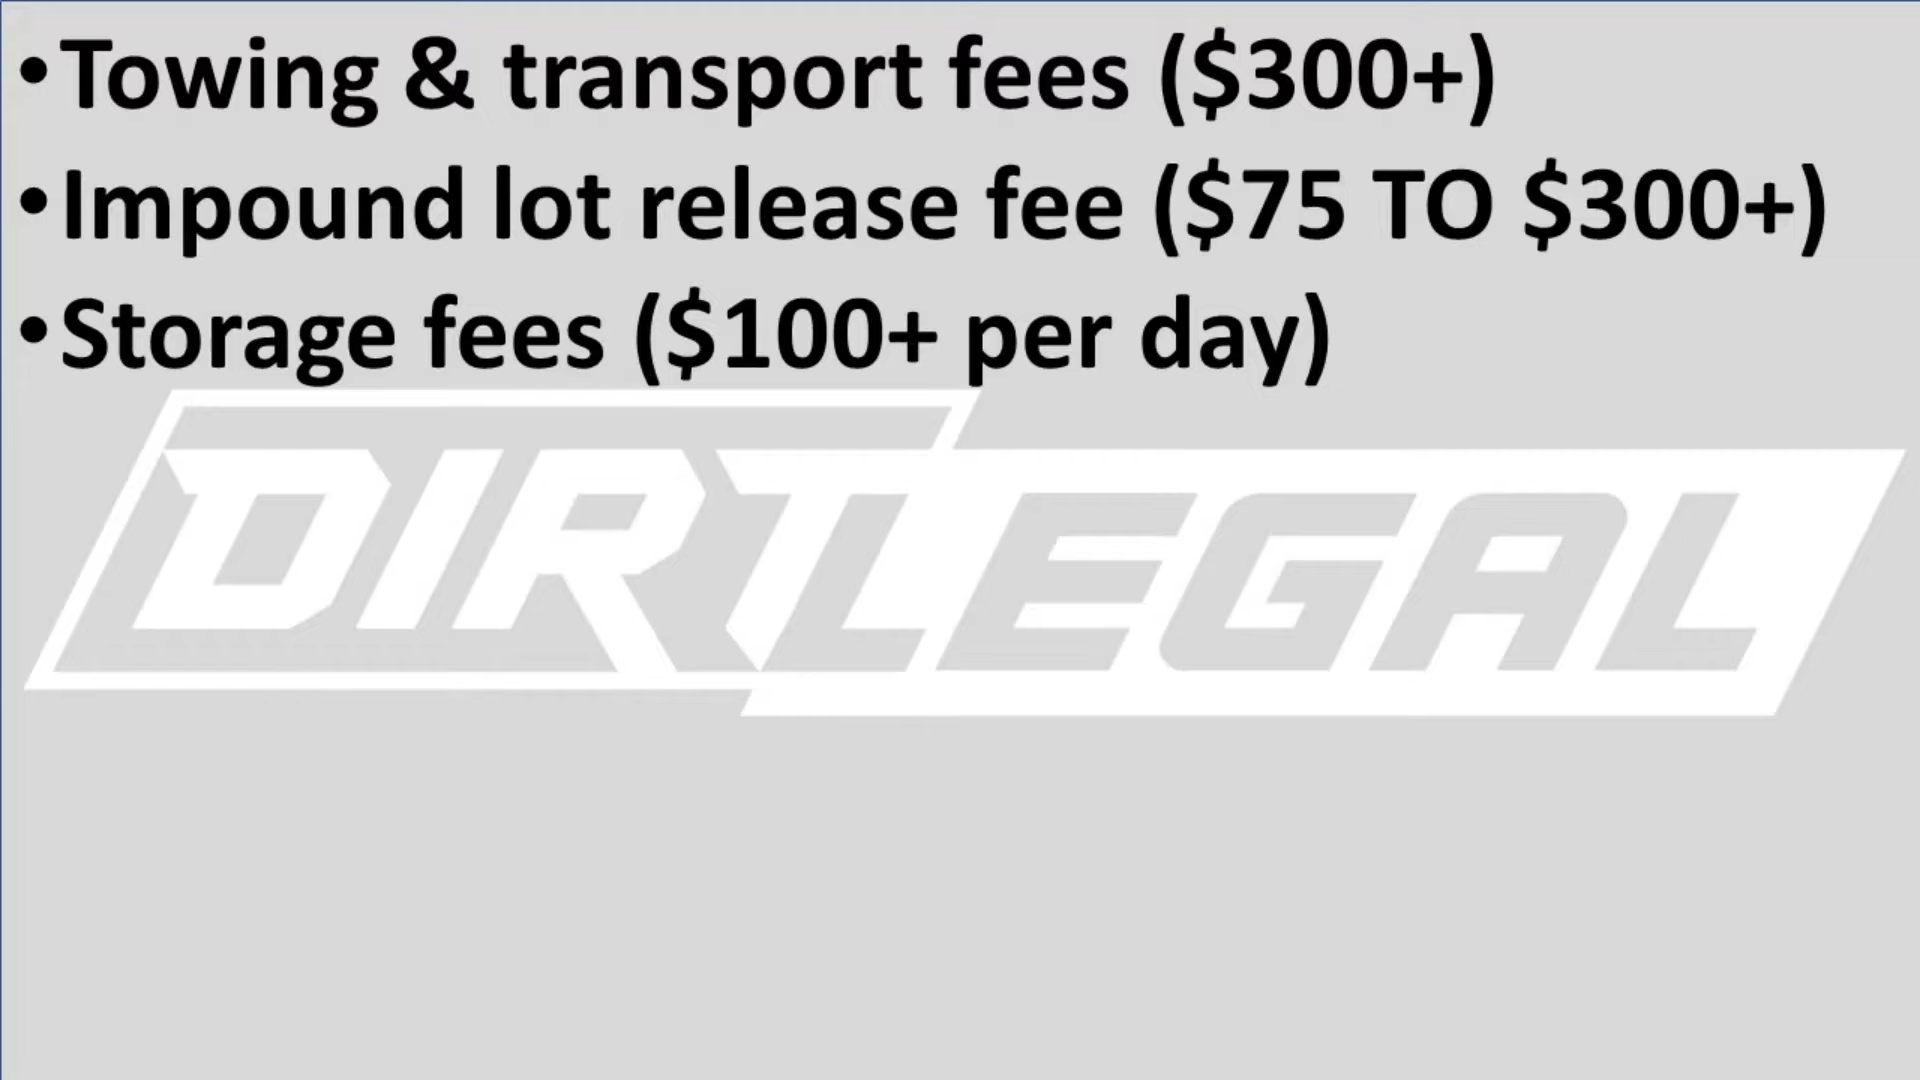 •Towing & transport fees ($300+)
•Impound lot release fee ($75 TO $300+)
•Storage fees ($100+ per day)
DIRTLEGAL